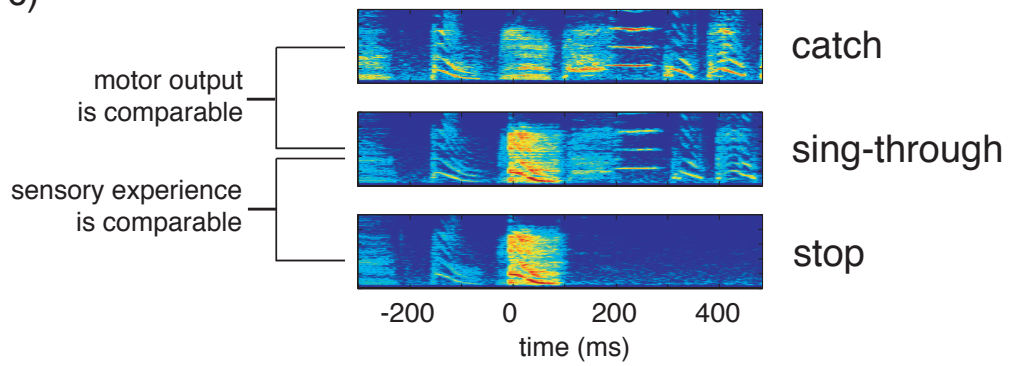 catch
motor output
is comparable
sing-through
sensory experience
is comparable
stop
-200 0 200 400
time (ms)